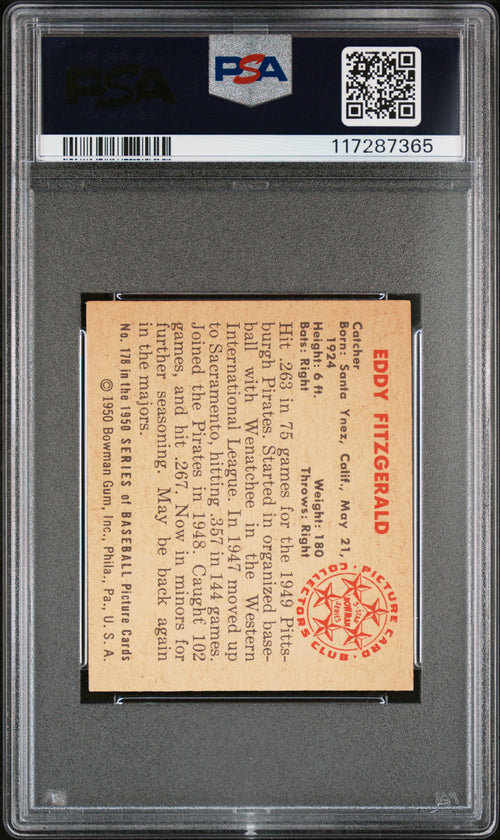 PSA
PSA
117287365
EDDY FITZGERALD
Catcher
Born: Santa Ynez, Calif., May 21,
1924
Height: 6 ft. Weight: 180
Bats: Right Throws: Right
Hit .263 in 75 games for the 1949 Pitts-
burgh Pirates. Started in organized base-
ball with Wenatchee in the Western
International League. In 1947 moved up
to Sacramento, hitting .357 in 144 games.
Joined the Pirates in 1948. Caught 102
games, and hit .267. Now in minors for
further seasoning. May be back again
in the majors.
No. 178 in the 1950 SERIES of BASEBALL Picture Cards
© 1950 Bowman Gum, Inc., Phila., Pa., U. S. A.
PICTURE CARD
COLLECTORS CLUB
5-STAR
BOWMAN
SERIES